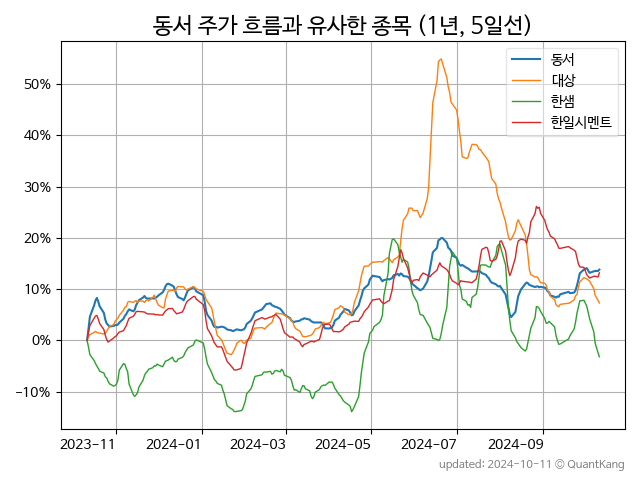 동서 주가 흐름과 유사한 종목 (1년, 5일선)
동서
대상
한샘
한일시멘트
50%
40%
30%
20%
10%
0%
−10%
2023-11
2024-01
2024-03
2024-05
2024-07
2024-09
updated: 2024-10-11 © QuantKang